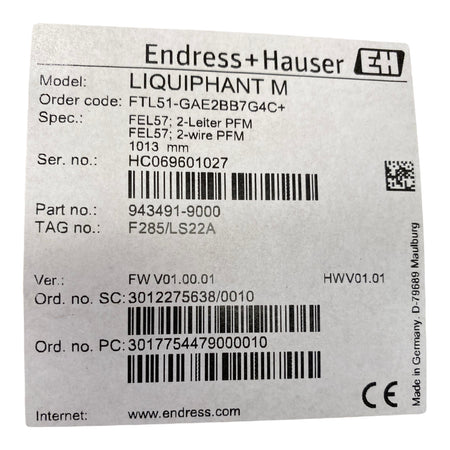 Endress+Hauser EH
Model: LIQUIPHANT M
Order code: FTL51-GAE2BB7G4C+
Spec.: FEL57; 2-Leiter PFM
FEL57; 2-wire PFM
1013 mm
Ser. no.: HC069601027
Part no.: 943491-9000
TAG no.: F285/LS22A
Ver.: FW V01.00.01 HW V01.01
Ord. no. SC: 3012275638/0010
Ord. no. PC: 3017754479000010
Internet: www.endress.com
CE
Made in Germany, D-79689 Maulburg